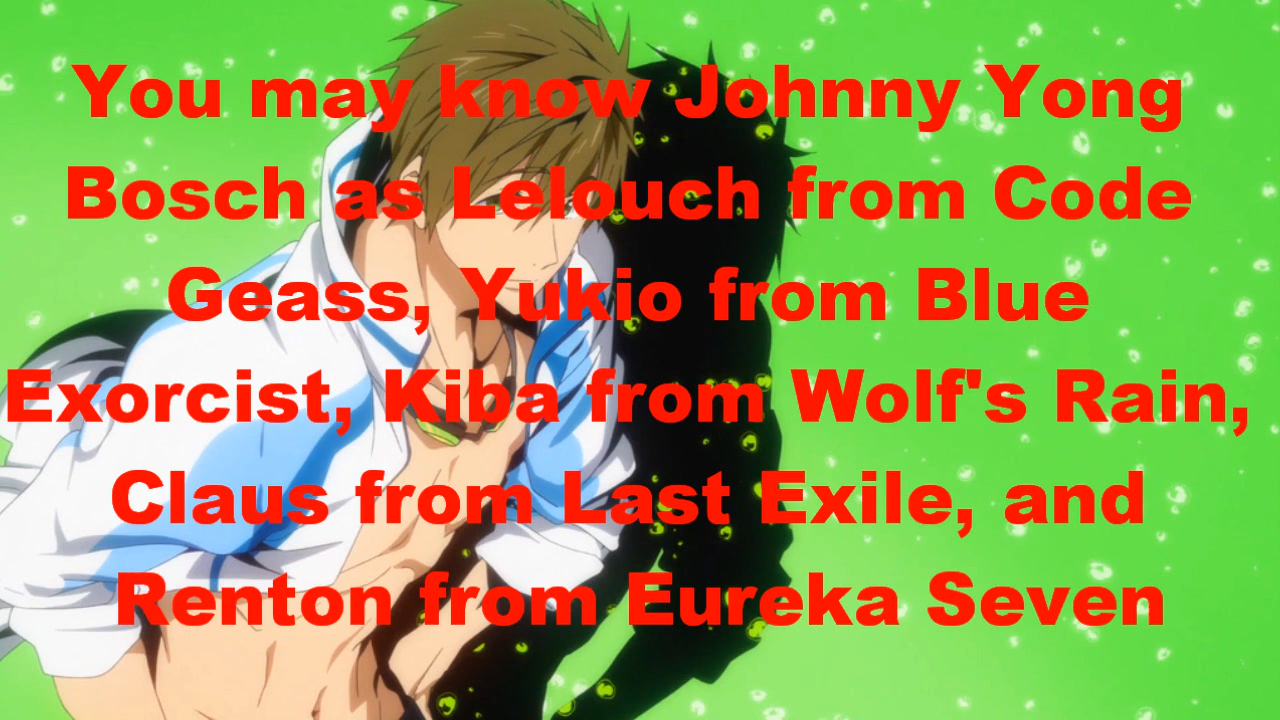 You may know Johnny Yong
Bosch as Lelouch from Code
Geass, Yukio from Blue
Exorcist, Kiba from Wolf's Rain,
Claus from Last Exile, and
Renton from Eureka Seven